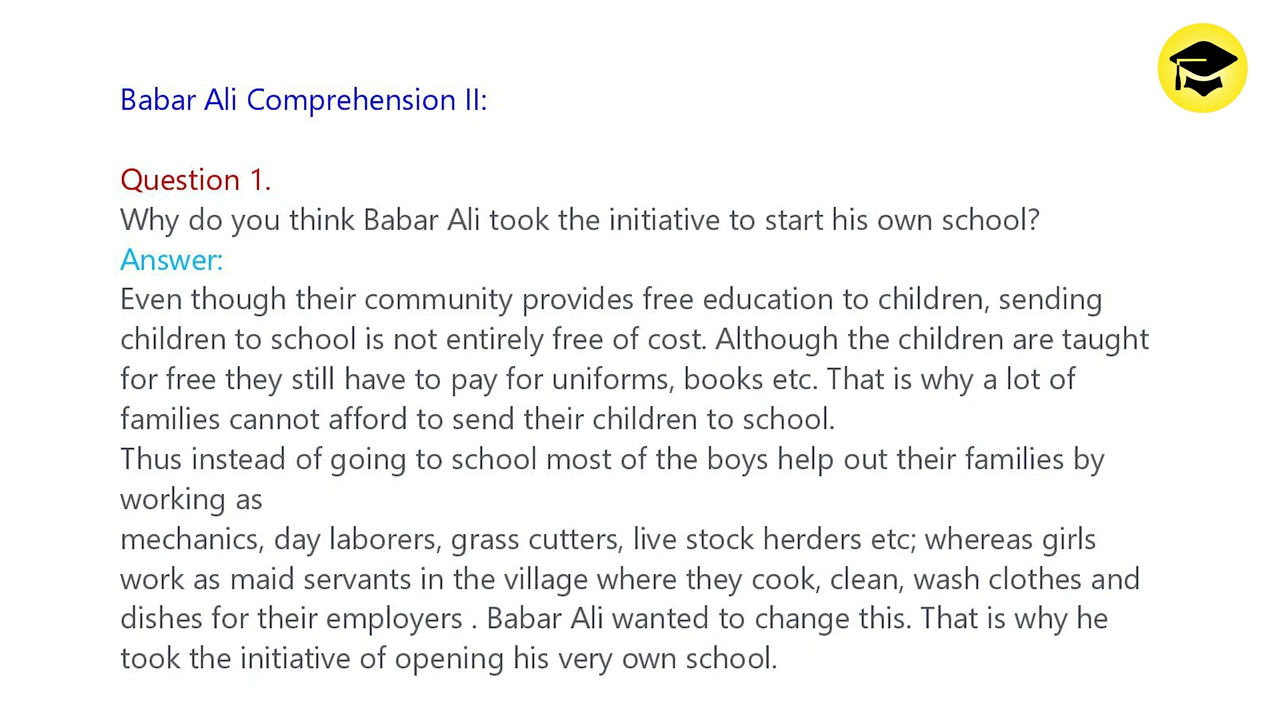 Babar Ali Comprehension II:
Question 1.
Why do you think Babar Ali took the initiative to start his own school?
Answer:
Even though their community provides free education to children, sending
children to school is not entirely free of cost. Although the children are taught
for free they still have to pay for uniforms, books etc. That is why a lot of
families cannot afford to send their children to school.
Thus instead of going to school most of the boys help out their families by
working as
mechanics, day laborers, grass cutters, live stock herders etc; whereas girls
work as maid servants in the village where they cook, clean, wash clothes and
dishes for their employers . Babar Ali wanted to change this. That is why he
took the initiative of opening his very own school.